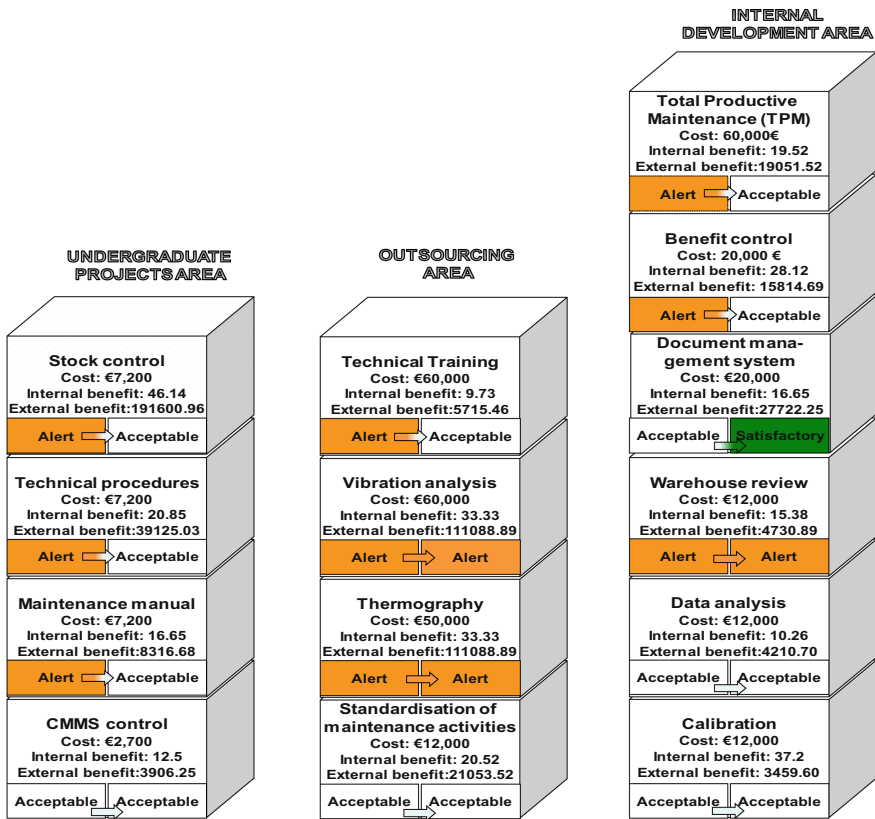 UNDERGRADUATE
PROJECTS AREA
Stock control
Cost: €7,200
Internal benefit: 46.14
External benefit:191600.96
Alert
Acceptable
Technical procedures
Cost: €7,200
Internal benefit: 20.85
External benefit:39125.03
Alert
Acceptable
Maintenance manual
Cost: €7,200
Internal benefit: 16.65
External benefit:8316.68
Alert
Acceptable
CMMS control
Cost: €2,700
Internal benefit: 12.5
External benefit:3906.25
Acceptable
Acceptable
OUTSOURCING
AREA
Technical Training
Cost: €60,000
Internal benefit: 9.73
External benefit:5715.46
Alert
Acceptable
Vibration analysis
Cost: €60,000
Internal benefit: 33.33
External benefit:111088.89
Alert
Alert
Thermography
Cost: €50,000
Internal benefit: 33.33
External benefit:111088.89
Alert
Alert
Standardisation of
maintenance activities
Cost: €12,000
Internal benefit: 20.52
External benefit:21053.52
Acceptable
Acceptable
INTERNAL
DEVELOPMENT AREA
Total Productive
Maintenance (TPM)
Cost: 60,000€
Internal benefit: 19.52
External benefit:19051.52
Alert
Acceptable
Benefit control
Cost: 20,000 €
Internal benefit: 28.12
External benefit: 15814.69
Alert
Acceptable
Document mana-
gement system
Cost: €20,000
Internal benefit: 16.65
External benefit:27722.25
Acceptable
Satisfactory
Warehouse review
Cost: €12,000
Internal benefit: 15.38
External benefit:4730.89
Alert
Alert
Data analysis
Cost: €12,000
Internal benefit: 10.26
External benefit:4210.70
Acceptable
Acceptable
Calibration
Cost: €12,000
Internal benefit: 37.2
External benefit: 3459.60
Acceptable
Acceptable